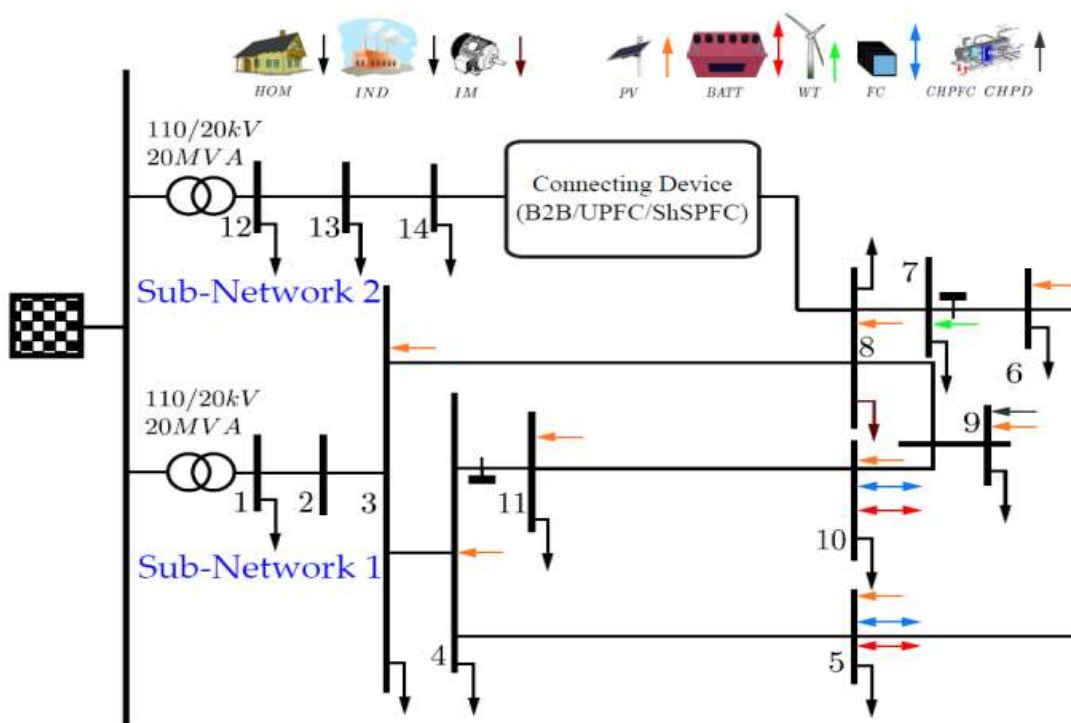 HOM IND IM PV BATT WT FC CHPFC CHPD
110/20kV
20MVA
Connecting Device
(B2B/UPFC/ShSPFC)
12 13 14
7
Sub-Network 2
8
6
110/20kV
20MVA
9
1 2 3
11
10
Sub-Network 1
4
5